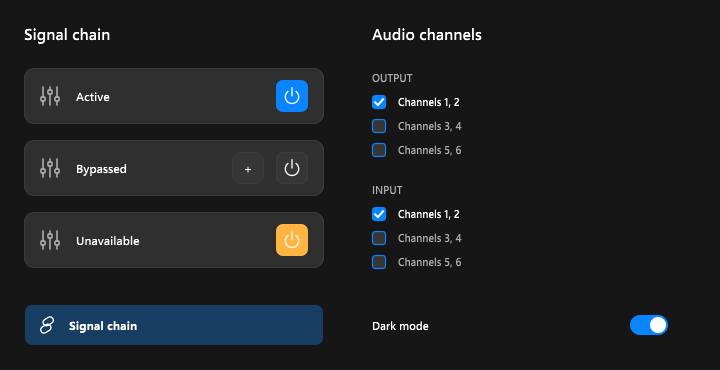 Signal chain
Active
Bypassed
+
Unavailable
Signal chain
Audio channels
OUTPUT
Channels 1, 2
Channels 3, 4
Channels 5, 6
INPUT
Channels 1, 2
Channels 3, 4
Channels 5, 6
Dark mode